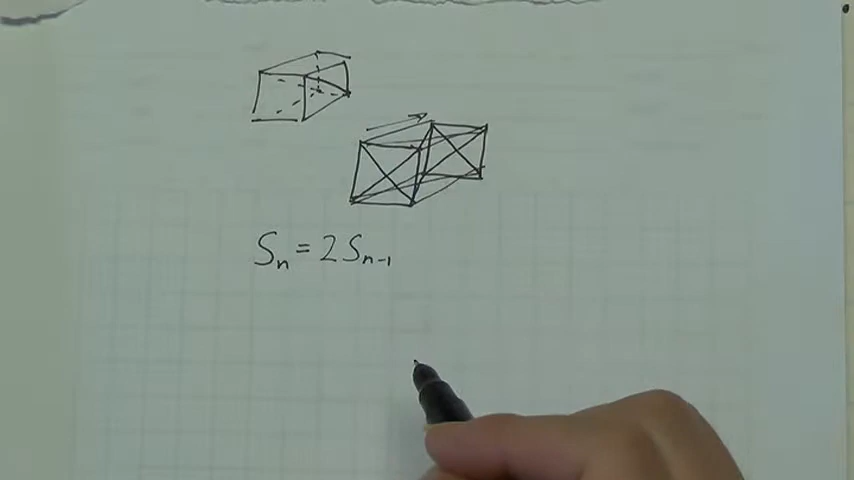 Sₙ = 2Sₙ₋₁